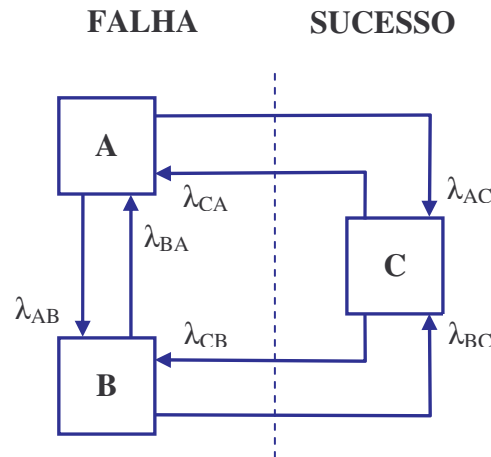 FALHA SUCESSO
A
λCA
λAC
λBA
C
λAB
λCB
λBC
B